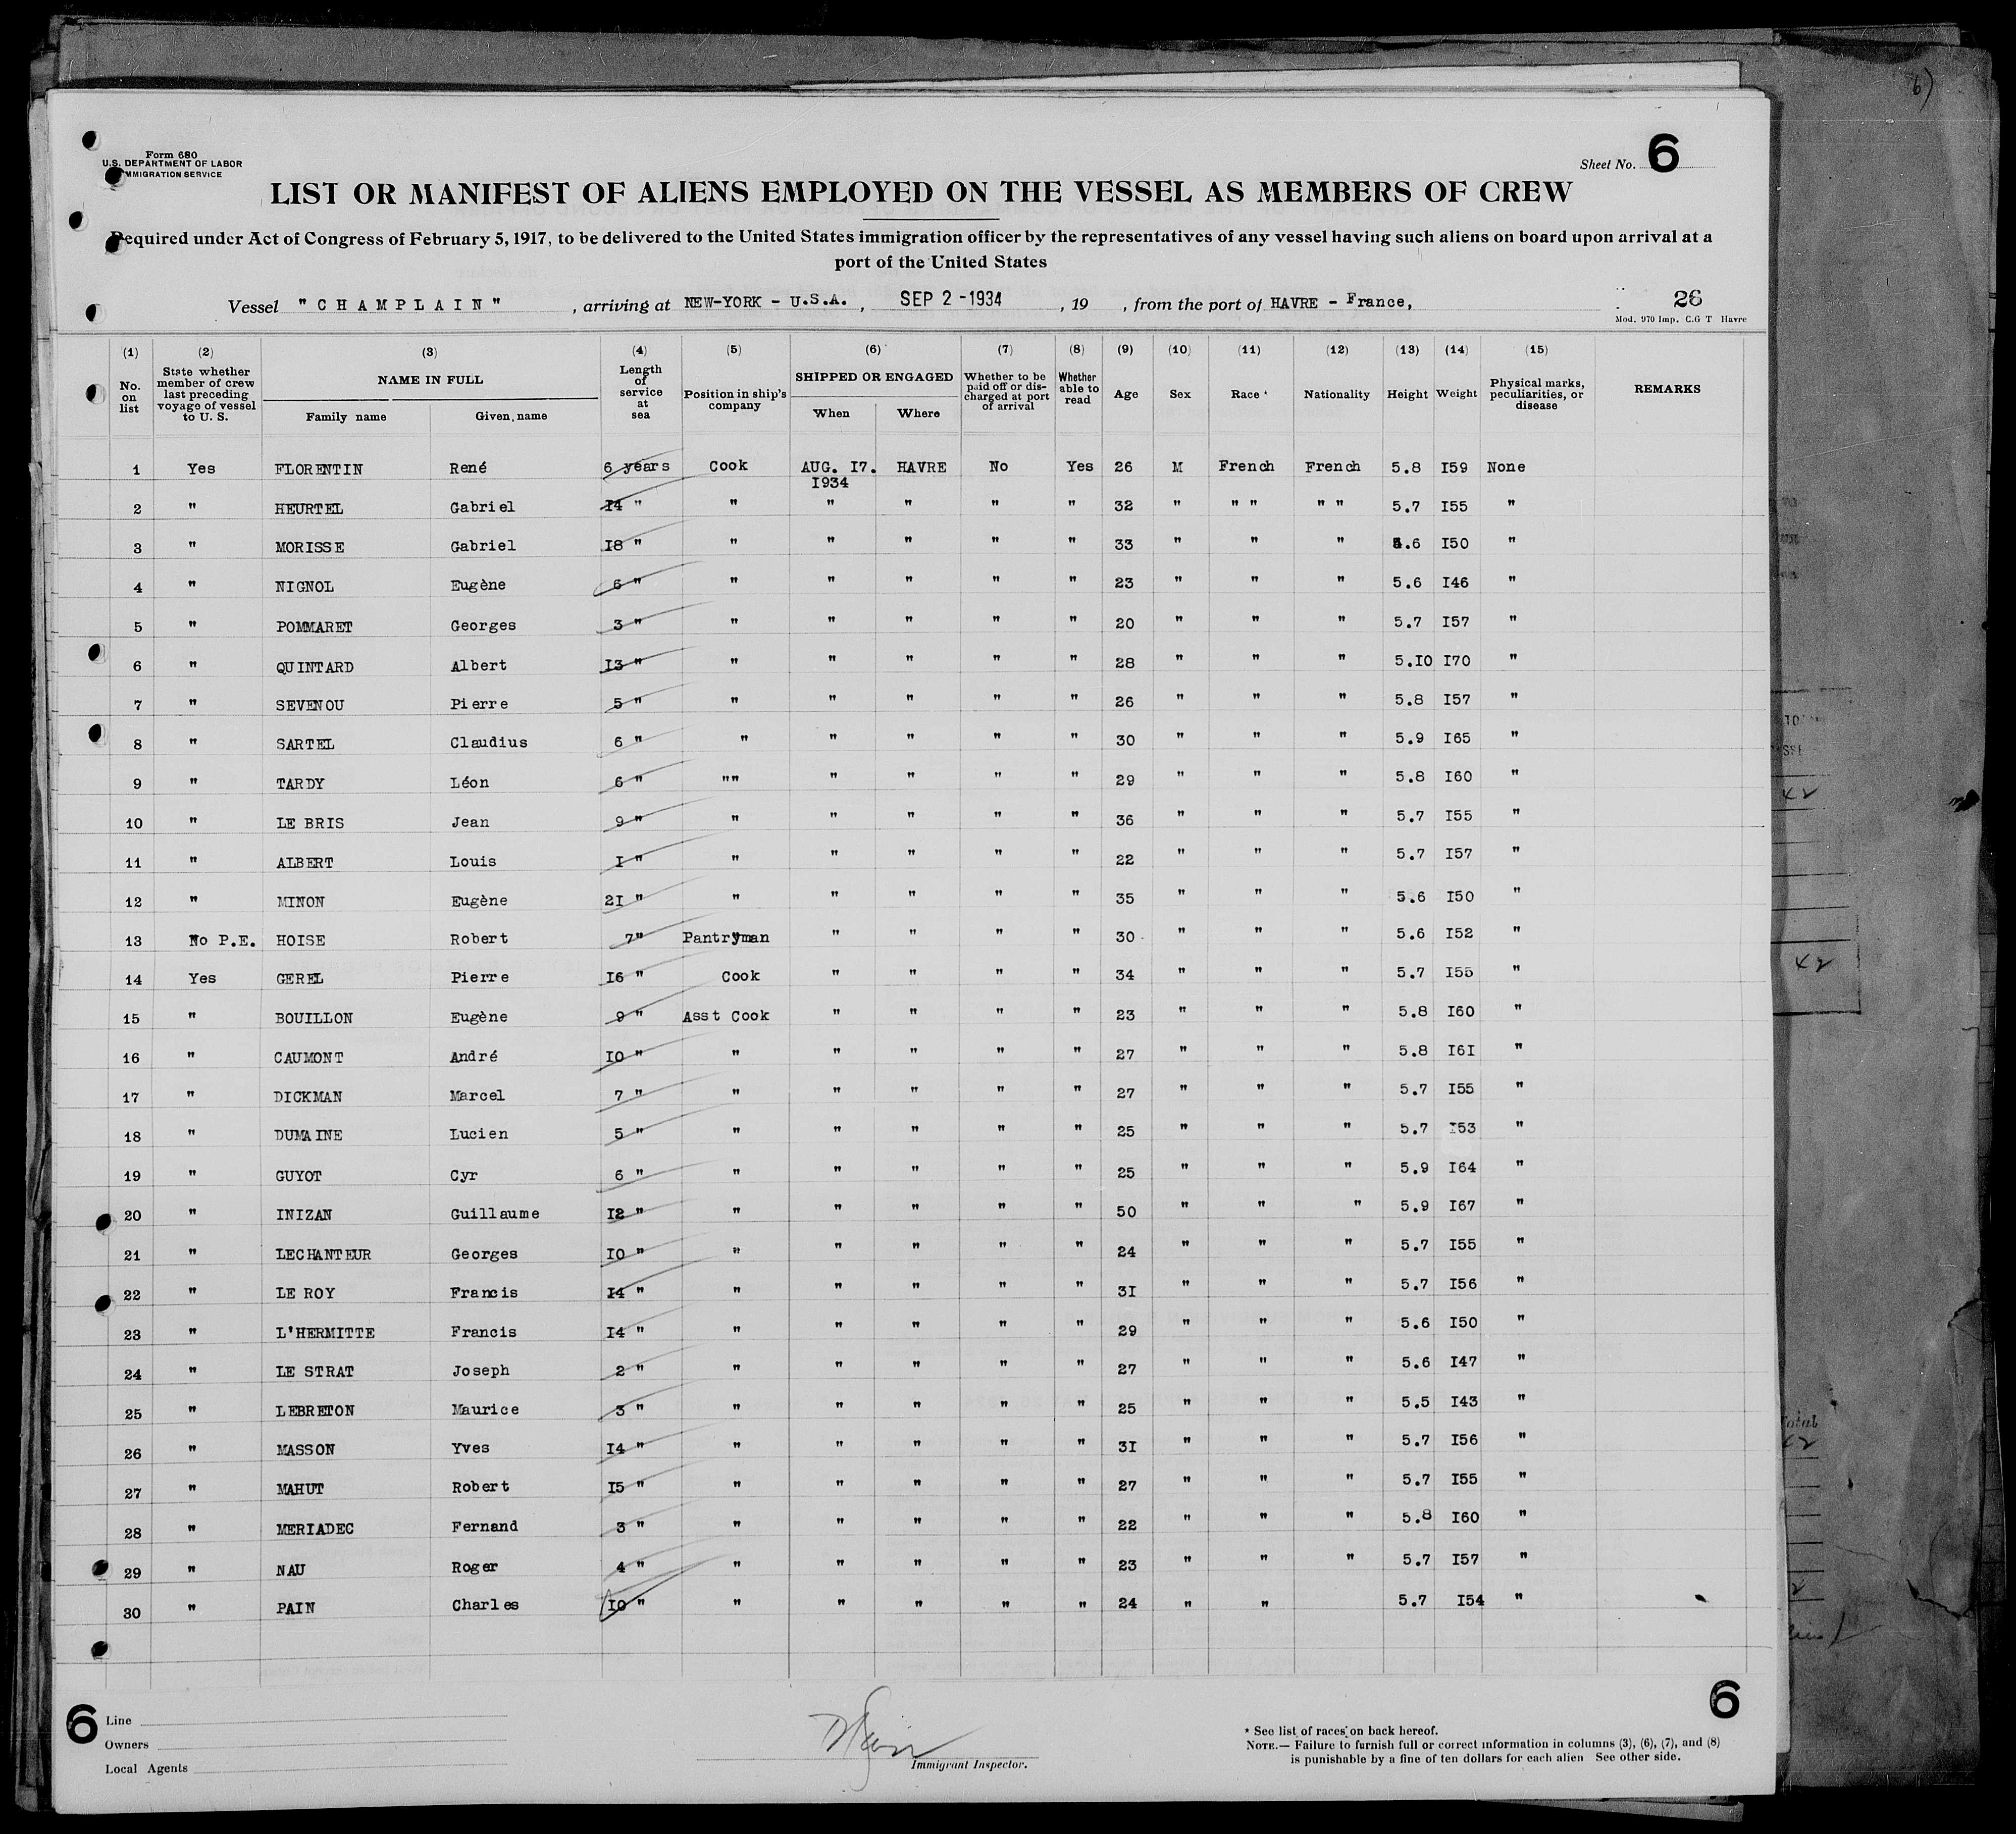 6)
Form 680
U.S. DEPARTMENT OF LABOR
IMMIGRATION SERVICE
Sheet No. 6
LIST OR MANIFEST OF ALIENS EMPLOYED ON THE VESSEL AS MEMBERS OF CREW
Required under Act of Congress of February 5, 1917, to be delivered to the United States immigration officer by the representatives of any vessel having such aliens on board upon arrival at a
port of the United States
Vessel "CHAMPLAIN", arriving at NEW-YORK - U.S.A., SEP 2 -1934, 19 , from the port of HAVRE - France, 26
Mod. 970 Imp. C.G T Havre
(1) (2) (3) (4) (5) (6) (7) (8) (9) (10) (11) (12) (13) (14) (15)
No. on list | State whether member of crew last preceding voyage of vessel to U. S. | NAME IN FULL Family name Given name | Length of service at sea | Position in ship's company | SHIPPED OR ENGAGED When Where | Whether to be paid off or discharged at port of arrival | Whether able to read | Age | Sex | Race * | Nationality | Height | Weight | Physical marks, peculiarities, or disease | REMARKS
1 Yes FLORENTIN René 6 years Cook AUG. I7. I934 HAVRE No Yes 26 M French French 5.8 I59 None
2 " HEURTEL Gabriel I4 " " " " " " 32 " " " " " 5.7 I55 "
3 " MORISSE Gabriel I8 " " " " " " 33 " " " 5.6 I50 "
4 " NIGNOL Eugène 6 " " " " " " 23 " " " 5.6 I46 "
5 " POMMARET Georges 3 " " " " " " 20 " " " 5.7 I57 "
6 " QUINTARD Albert I3 " " " " " " 28 " " " 5.I0 I70 "
7 " SEVENOU Pierre 5 " " " " " " 26 " " " 5.8 I57 "
8 " SARTEL Claudius 6 " " " " " " 30 " " " 5.9 I65 "
9 " TARDY Léon 6 " "" " " " " 29 " " " 5.8 I60 "
10 " LE BRIS Jean 9 " " " " " " 36 " " " 5.7 I55 "
11 " ALBERT Louis I " " " " " " 22 " " " 5.7 I57 "
12 " MINON Eugène 2I " " " " " " 35 " " " 5.6 I50 "
13 No P.E. HOISE Robert 7" Pantryman " " " " 30 " " " 5.6 I52 "
14 Yes GEREL Pierre I6 " Cook " " " " 34 " " " 5.7 I55 "
15 " BOUILLON Eugène 9 " Asst Cook " " " " 23 " " " 5.8 I60 "
16 " CAUMONT André I0 " " " " " " 27 " " " 5.8 I6I "
17 " DICKMAN Marcel 7 " " " " " " 27 " " " 5.7 I55 "
18 " DUMAINE Lucien 5 " " " " " " 25 " " " 5.7 I53 "
19 " GUYOT Cyr 6 " " " " " " 25 " " " 5.9 I64 "
20 " INIZAN Guillaume I2 " " " " " " 50 " " " 5.9 I67 "
21 " LECHANTEUR Georges I0 " " " " " " 24 " " " 5.7 I55 "
22 " LE ROY Francis I4 " " " " " " 3I " " " 5.7 I56 "
23 " L'HERMITTE Francis I4 " " " " " " 29 " " " 5.6 I50 "
24 " LE STRAT Joseph 2 " " " " " " 27 " " " 5.6 I47 "
25 " LEBRETON Maurice 3 " " " " " " 25 " " " 5.5 I43 "
26 " MASSON Yves I4 " " " " " " 3I " " " 5.7 I56 "
27 " MAHUT Robert I5 " " " " " " 27 " " " 5.7 I55 "
28 " MERIADEC Fernand 3 " " " " " " 22 " " " 5.8 I60 "
29 " NAU Roger 4 " " " " " " 23 " " " 5.7 I57 "
30 " PAIN Charles I0 " " " " " " 24 " " 5.7 I54 "
6 6
Line
Owners
Local Agents
Immigrant Inspector.
* See list of races on back hereof.
NOTE.— Failure to furnish full or correct information in columns (3), (6), (7), and (8)
is punishable by a fine of ten dollars for each alien See other side.